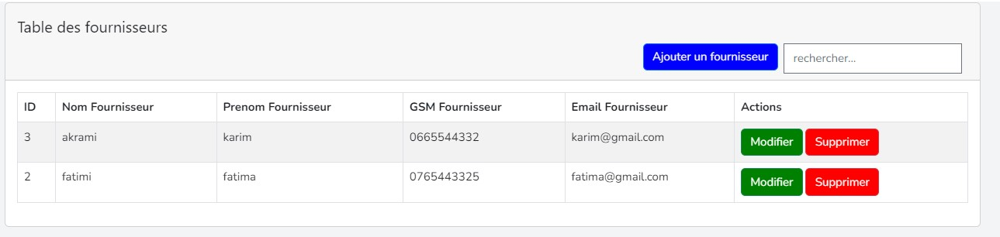 Table des fournisseurs
Ajouter un fournisseur rechercher...
ID Nom Fournisseur Prenom Fournisseur GSM Fournisseur Email Fournisseur Actions
3 akrami karim 0665544332 karim@gmail.com Modifier Supprimer
2 fatimi fatima 0765443325 fatima@gmail.com Modifier Supprimer